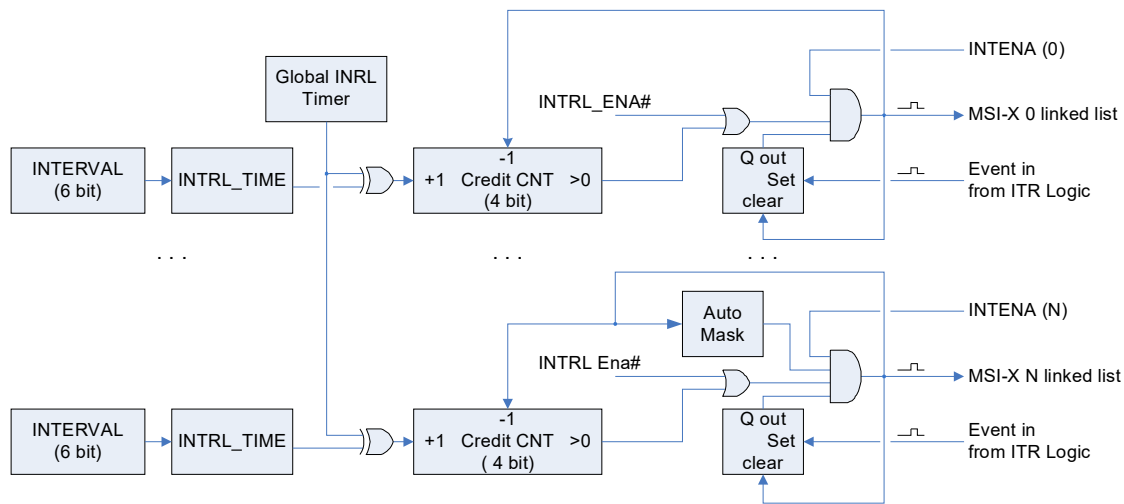 INTENA (0)
Global INRL
Timer
INTRL_ENA#
MSI-X 0 linked list
INTERVAL
(6 bit)
INTRL_TIME
-1
+1 Credit CNT >0
(4 bit)
Q out
Set
clear
Event in
from ITR Logic
. . .
. . .
. . .
Auto
Mask
INTENA (N)
INTRL Ena#
MSI-X N linked list
INTERVAL
(6 bit)
INTRL_TIME
-1
+1 Credit CNT >0
( 4 bit)
Q out
Set
clear
Event in
from ITR Logic